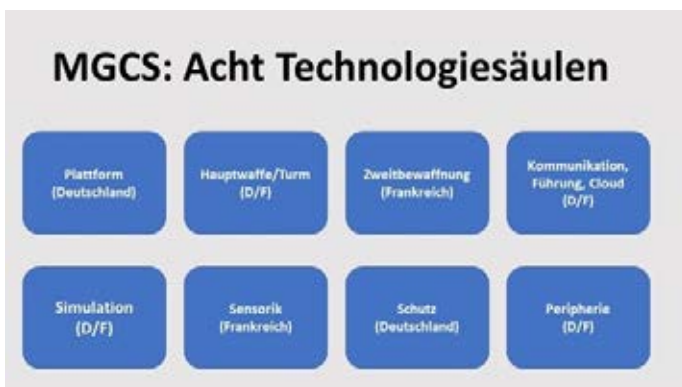 MGCS: Acht Technologiesäulen
Plattform
(Deutschland)
Hauptwaffe/Turm
(D/F)
Zweitbewaffnung
(Frankreich)
Kommunikation,
Führung, Cloud
(D/F)
Simulation
(D/F)
Sensorik
(Frankreich)
Schutz
(Deutschland)
Peripherie
(D/F)